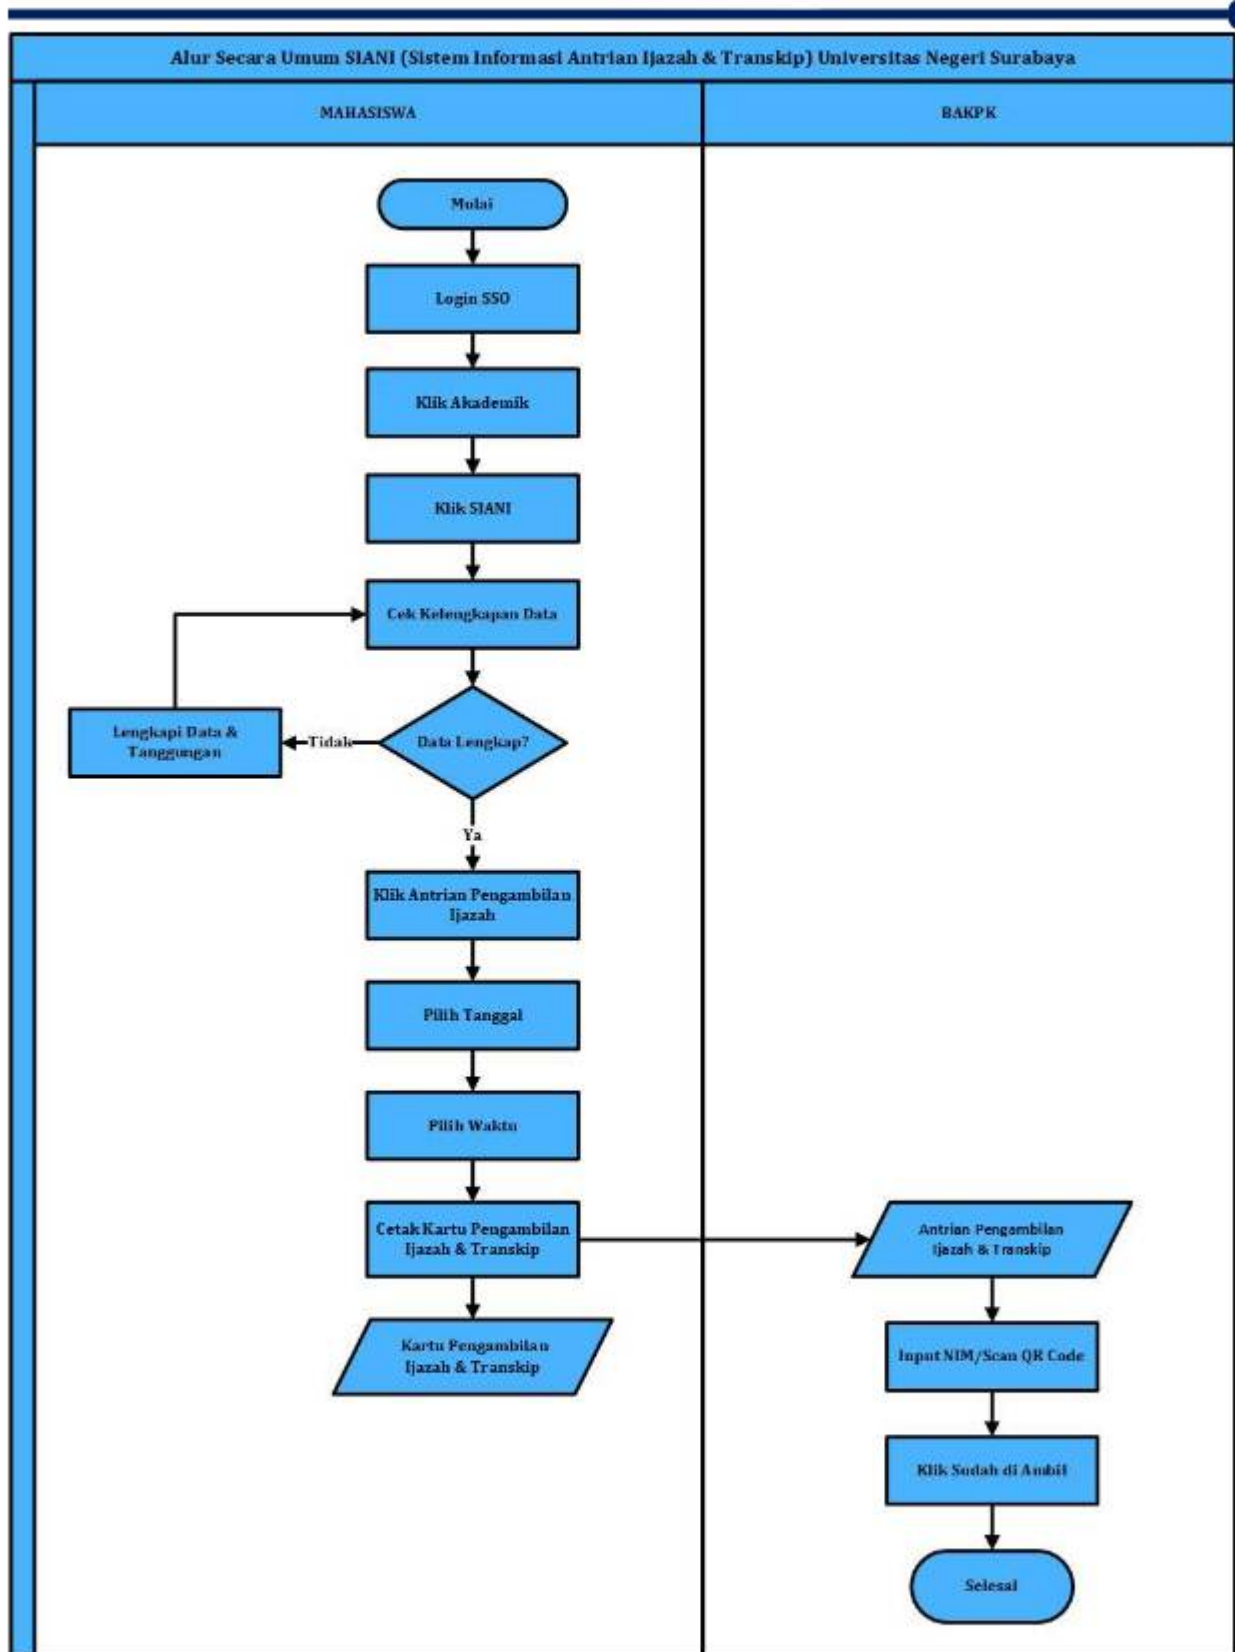 Alur Secara Umum SIANI (Sistem Informasi Antrian Ijazah & Transkip) Universitas Negeri Surabaya
MAHASISWA
BAKPK
Mulai
Login SSO
Klik Akademik
Klik SIANI
Cek Kelengkapan Data
Data Lengkap?
Tidak
Lengkapi Data &
Tanggungan
Ya
Klik Antrian Pengambilan
Ijazah
Pilih Tanggal
Pilih Waktu
Cetak Kartu Pengambilan
Ijazah & Transkip
Kartu Pengambilan
Ijazah & Transkip
Antrian Pengambilan
Ijazah & Transkip
Input NIM/Scan QR Code
Klik Sudah di Ambil
Selesai